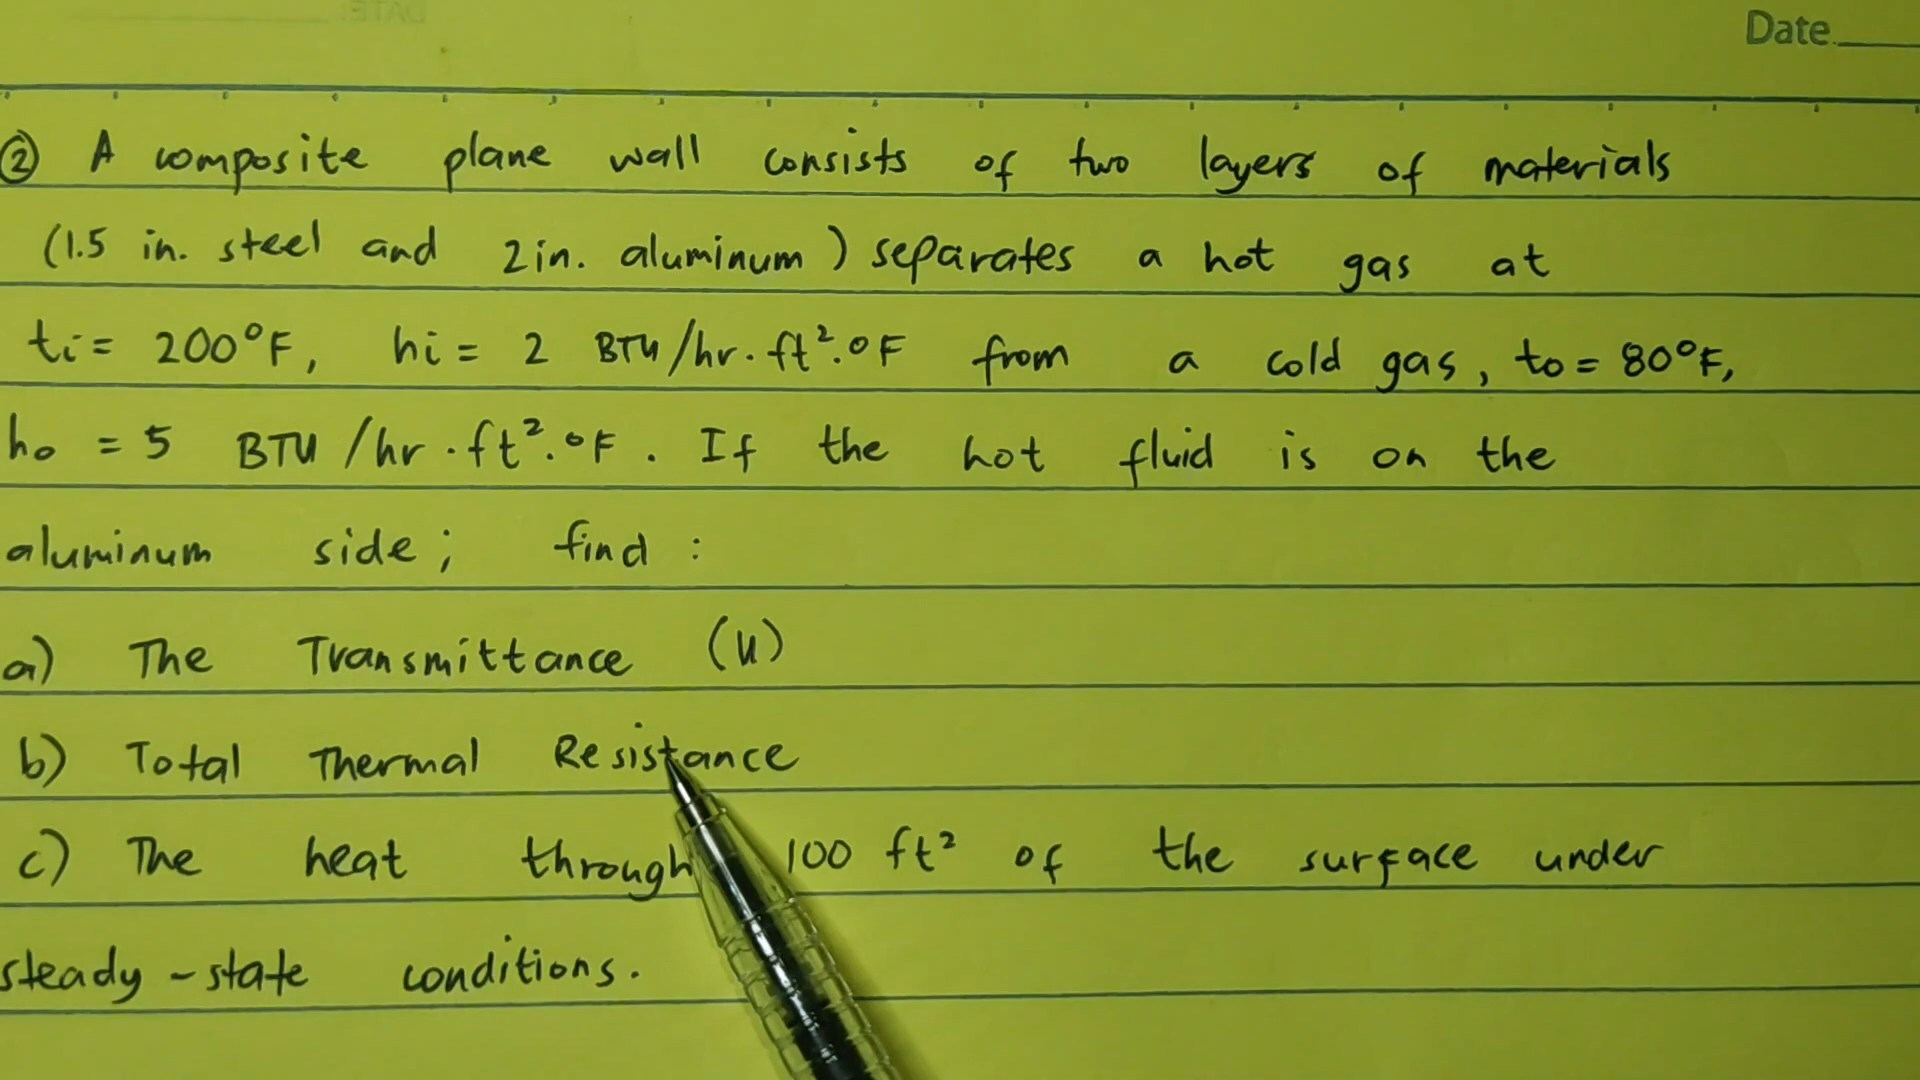 Date
② A composite plane wall consists of two layers of materials
(1.5 in. steel and 2in. aluminum) separates a hot gas at
ti = 200°F, hi = 2 BTU/hr·ft²·°F from a cold gas, to = 80°F,
ho = 5 BTU/hr·ft²·°F. If the hot fluid is on the
aluminum side; find:
a) The Transmittance (U)
b) Total Thermal Resistance
c) The heat through 100 ft² of the surface under
steady-state conditions.